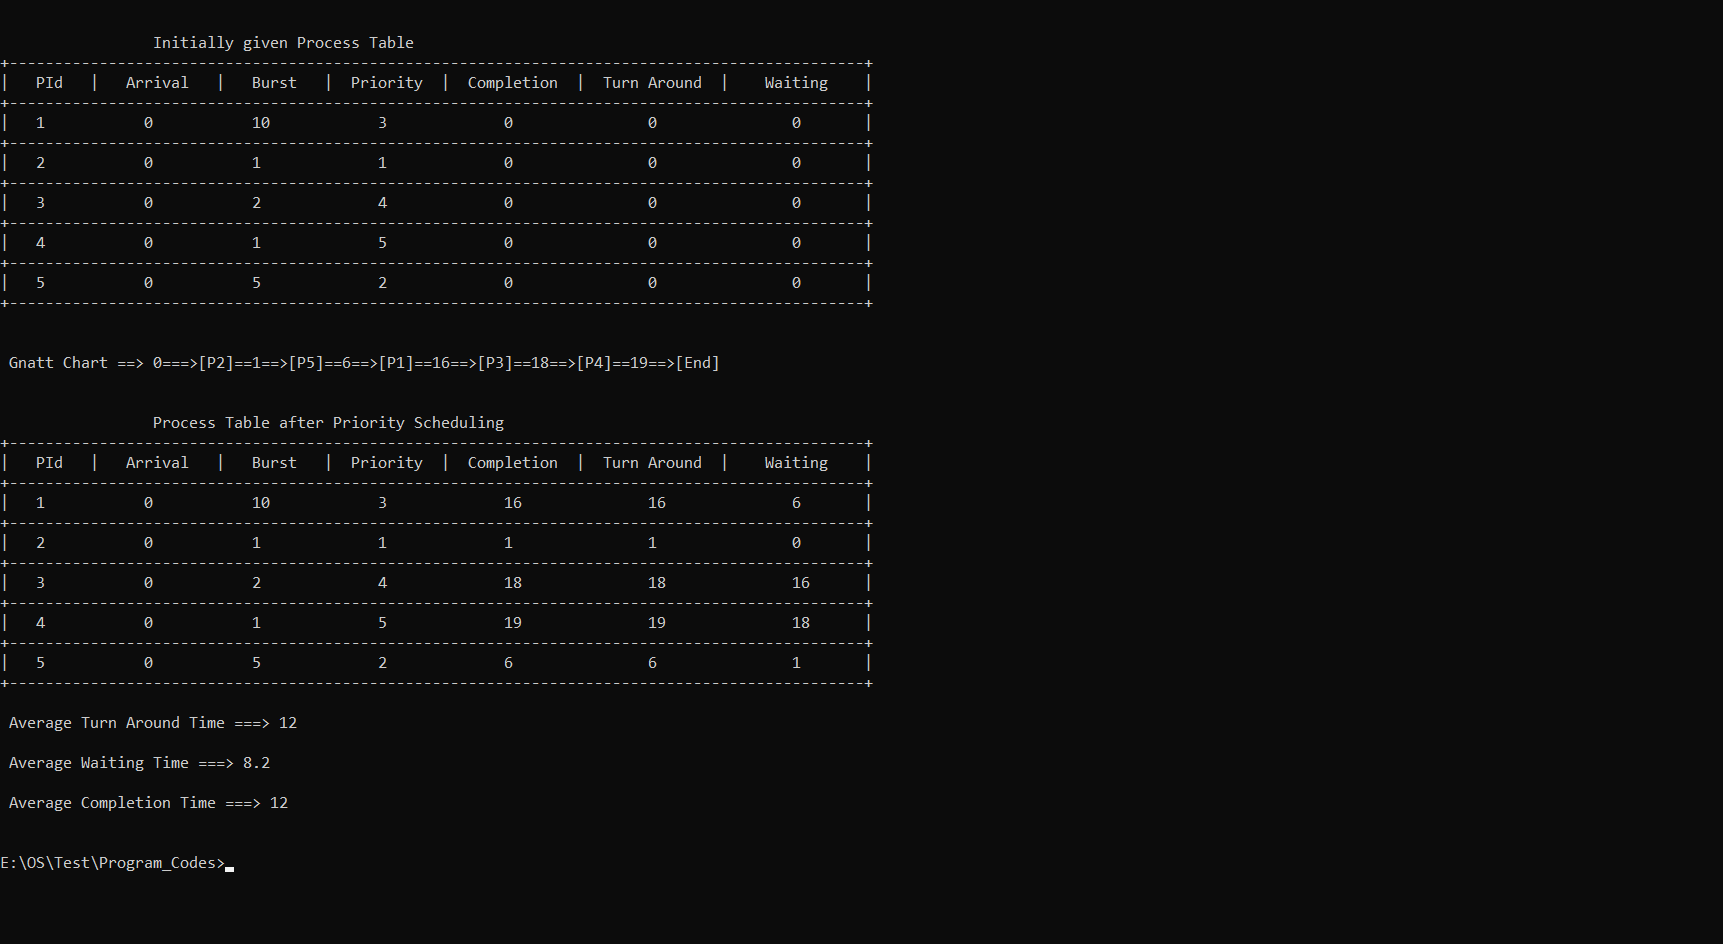 Initially given Process Table
+-----------------------------------------------------------------------------------------------+
|   PId   |   Arrival   |   Burst   |  Priority  |  Completion  |  Turn Around  |    Waiting    |
+-----------------------------------------------------------------------------------------------+
|   1           0           10            3             0               0               0       |
+-----------------------------------------------------------------------------------------------+
|   2           0           1             1             0               0               0       |
+-----------------------------------------------------------------------------------------------+
|   3           0           2             4             0               0               0       |
+-----------------------------------------------------------------------------------------------+
|   4           0           1             5             0               0               0       |
+-----------------------------------------------------------------------------------------------+
|   5           0           5             2             0               0               0       |
+-----------------------------------------------------------------------------------------------+
Gnatt Chart ==> 0===>[P2]==1==>[P5]==6==>[P1]==16==>[P3]==18==>[P4]==19==>[End]
Process Table after Priority Scheduling
+-----------------------------------------------------------------------------------------------+
|   PId   |   Arrival   |   Burst   |  Priority  |  Completion  |  Turn Around  |    Waiting    |
+-----------------------------------------------------------------------------------------------+
|   1           0           10            3             16              16              6       |
+-----------------------------------------------------------------------------------------------+
|   2           0           1             1             1               1               0       |
+-----------------------------------------------------------------------------------------------+
|   3           0           2             4             18              18              16      |
+-----------------------------------------------------------------------------------------------+
|   4           0           1             5             19              19              18      |
+-----------------------------------------------------------------------------------------------+
|   5           0           5             2             6               6               1       |
+-----------------------------------------------------------------------------------------------+
Average Turn Around Time ===> 12
Average Waiting Time ===> 8.2
Average Completion Time ===> 12
E:\OS\Test\Program_Codes>